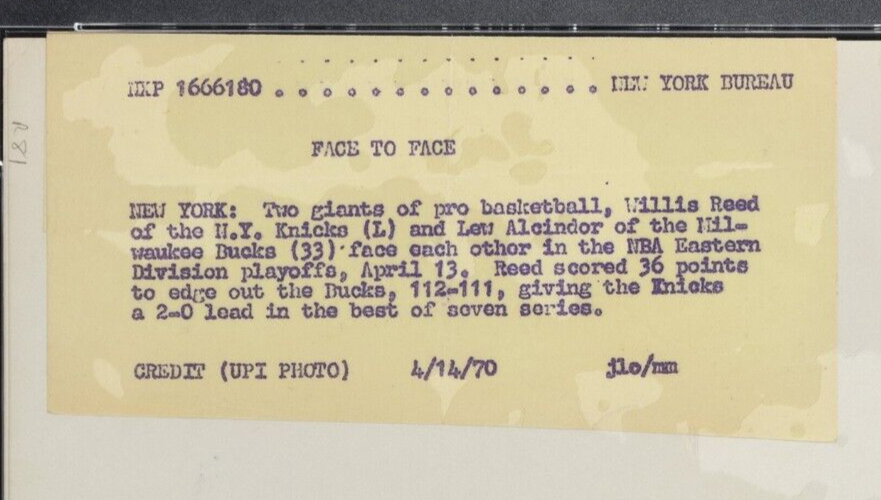 NXP 1666180 . . . . . . . . . . . . . . NEW YORK BUREAU
FACE TO FACE
NEW YORK: Two giants of pro basketball, Willis Reed
of the N.Y. Knicks (L) and Lew Alcindor of the Mil-
waukee Bucks (33) face each other in the NBA Eastern
Division playoffs, April 13. Reed scored 36 points
to edge out the Bucks, 112-111, giving the Knicks
a 2-0 lead in the best of seven series.
CREDIT (UPI PHOTO) 4/14/70 jlo/mm